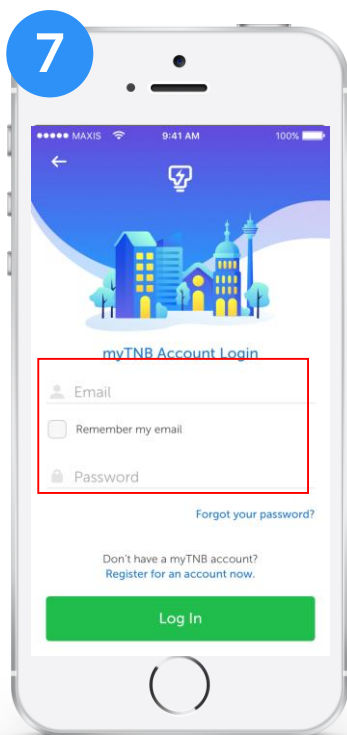 7
MAXIS 9:41 AM 100%
myTNB Account Login
Email
Remember my email
Password
Forgot your password?
Don't have a myTNB account?
Register for an account now.
Log In